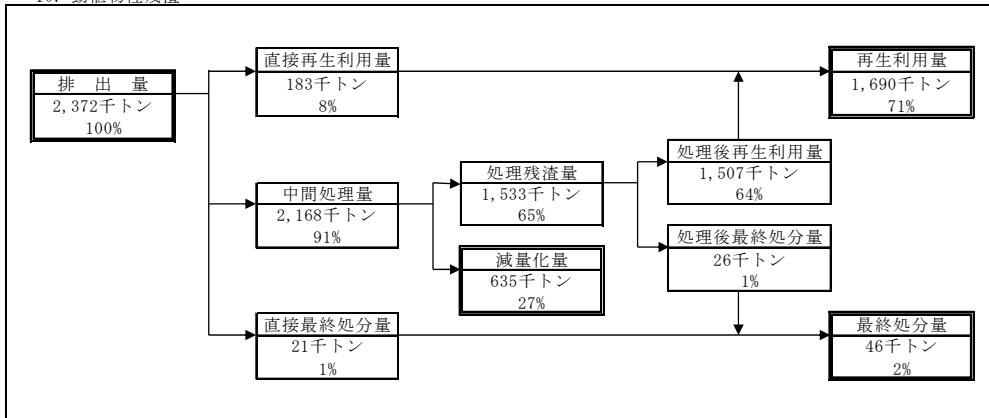 排 出 量
2,372千トン
100%
直接再生利用量
183千トン
8%
中間処理量
2,168千トン
91%
直接最終処分量
21千トン
1%
処理残渣量
1,533千トン
65%
減量化量
635千トン
27%
処理後再生利用量
1,507千トン
64%
処理後最終処分量
26千トン
1%
再生利用量
1,690千トン
71%
最終処分量
46千トン
2%